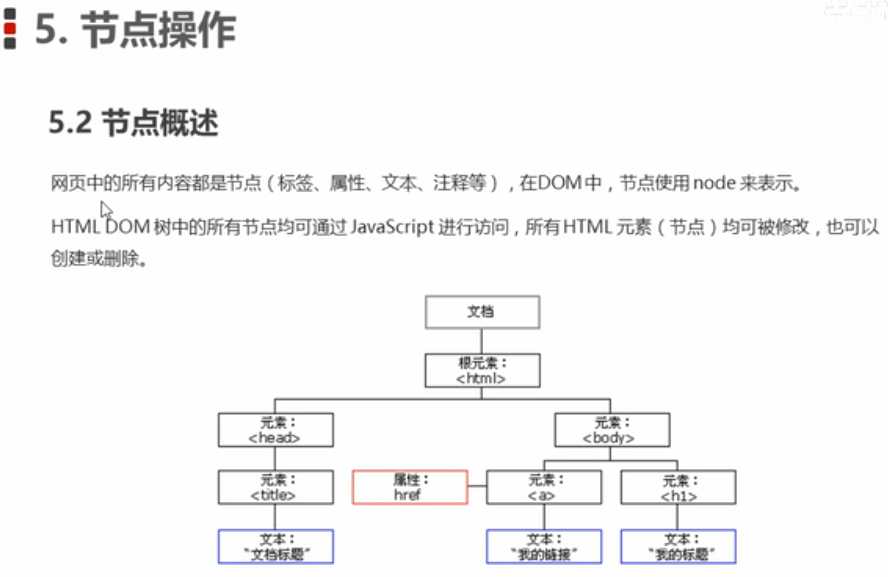 5. 节点操作
5.2 节点概述
网页中的所有内容都是节点（标签、属性、文本、注释等），在DOM中，节点使用 node 来表示。
HTML DOM 树中的所有节点均可通过 JavaScript 进行访问，所有 HTML 元素（节点）均可被修改，也可以
创建或删除。
文档
根元素：
<html>
元素：
<head>
元素：
<body>
元素：
<title>
属性：
href
元素：
<a>
元素：
<h1>
文本：
"文档标题"
文本：
"我的链接"
文本：
"我的标题"